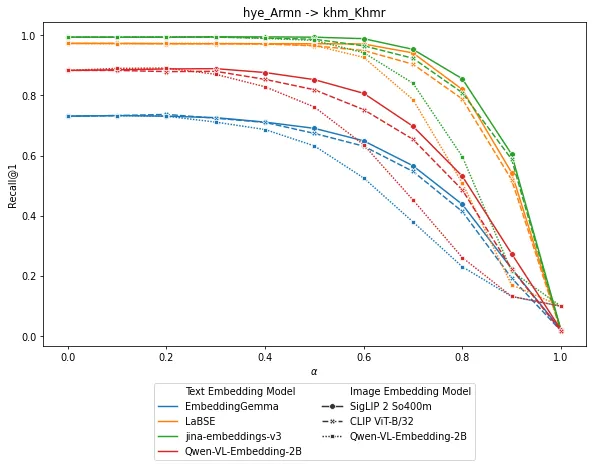 hye_Armn -> khm_Khmr
1.0
0.8
0.6
0.4
0.2
0.0
Recall@1
0.0 0.2 0.4 0.6 0.8 1.0
α
Text Embedding Model
EmbeddingGemma
LaBSE
jina-embeddings-v3
Qwen-VL-Embedding-2B
Image Embedding Model
SigLIP 2 So400m
CLIP ViT-B/32
Qwen-VL-Embedding-2B